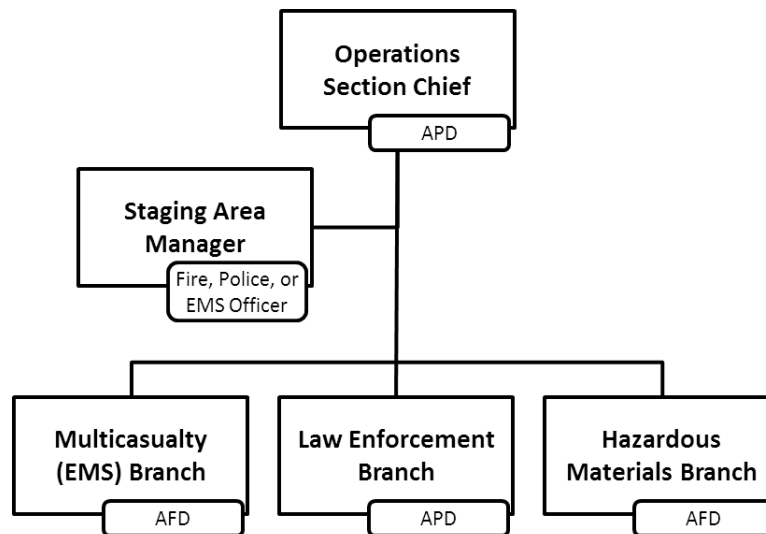 Operations
Section Chief
APD
Staging Area
Manager
Fire, Police, or
EMS Officer
Multicasualty
(EMS) Branch
AFD
Law Enforcement
Branch
APD
Hazardous
Materials Branch
AFD